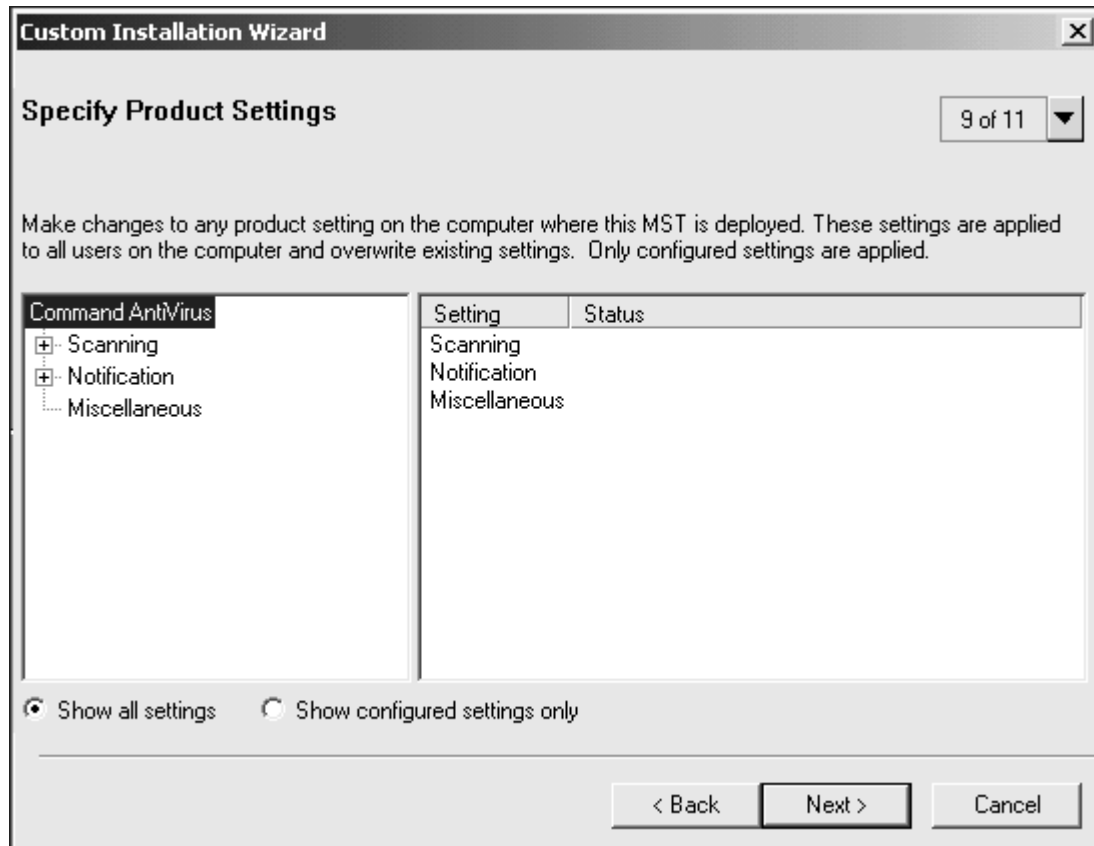 Custom Installation Wizard
Specify Product Settings
9 of 11
Make changes to any product setting on the computer where this MST is deployed. These settings are applied
to all users on the computer and overwrite existing settings. Only configured settings are applied.
Command AntiVirus
Scanning
Notification
Miscellaneous
Setting Status
Scanning
Notification
Miscellaneous
Show all settings Show configured settings only
< Back Next > Cancel